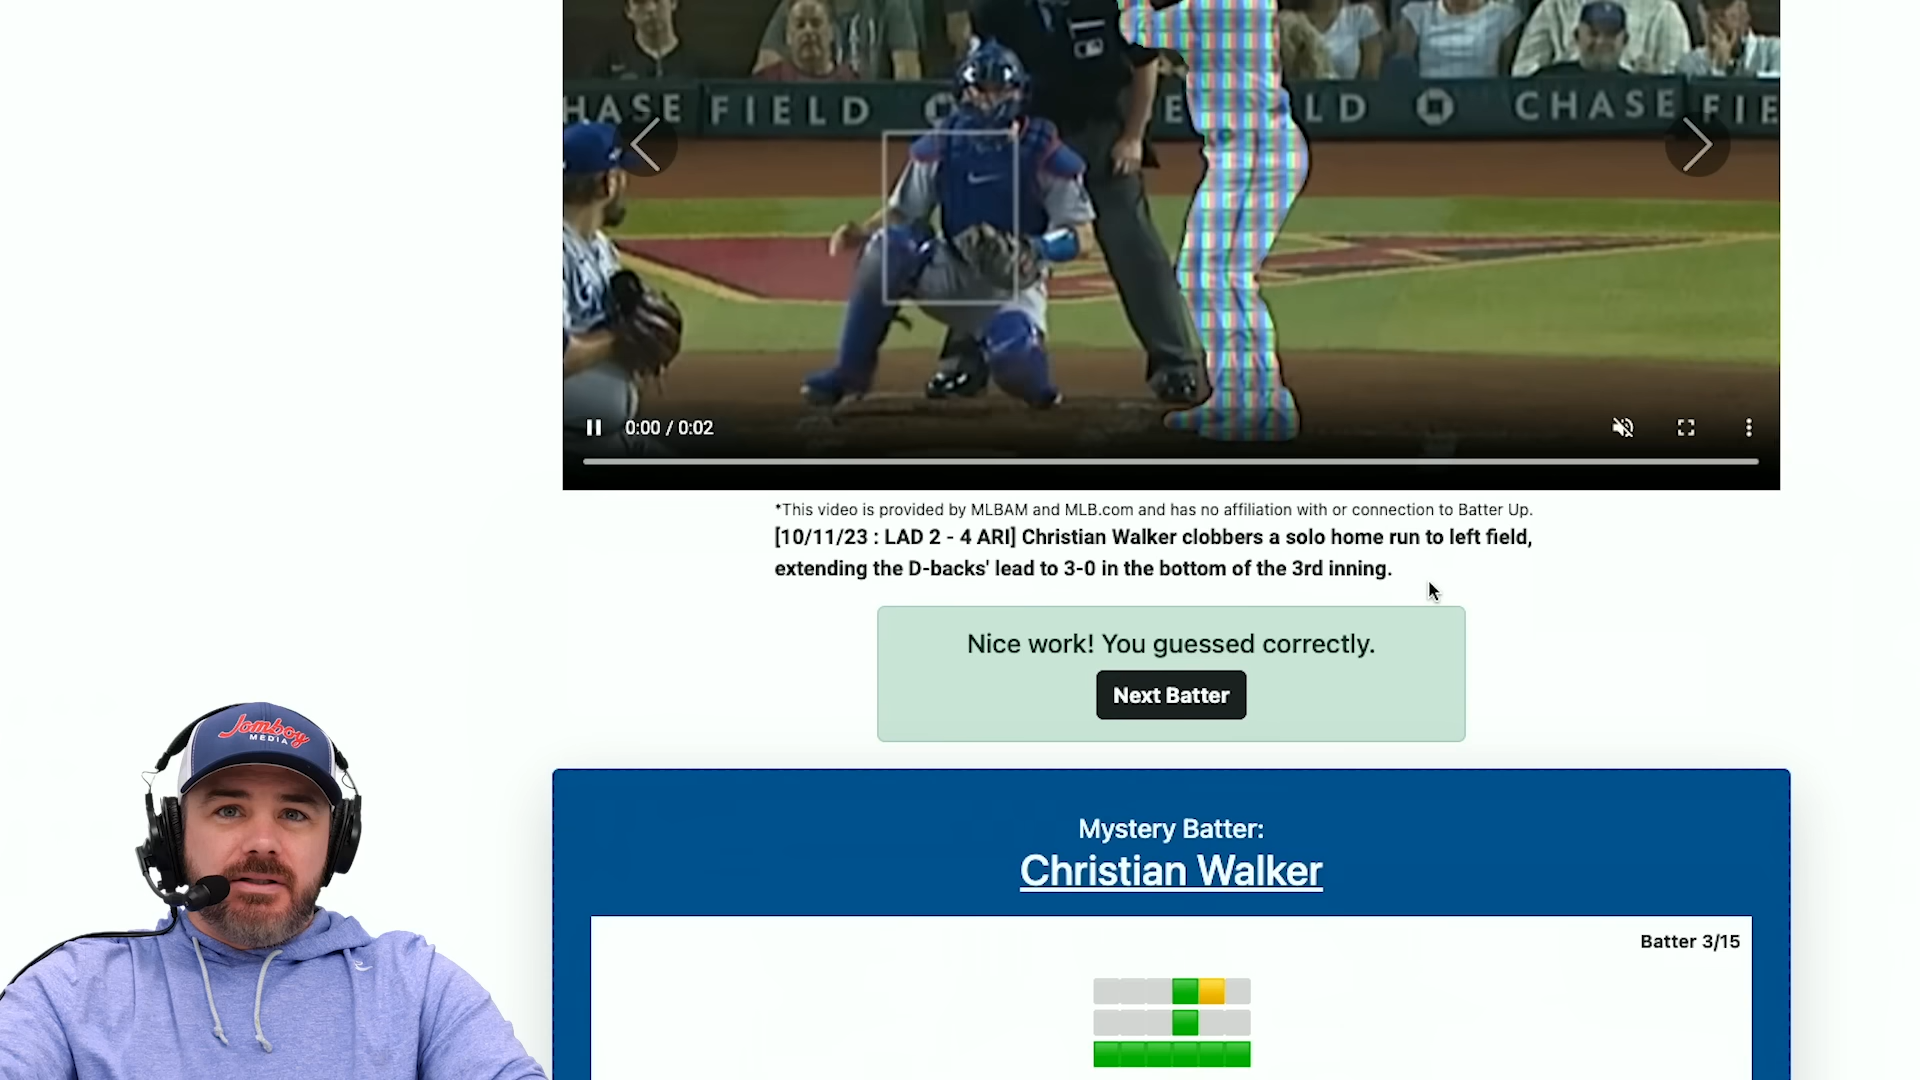 HASE FIELD
E
LD
CHASE FIE
0:00 / 0:02
*This video is provided by MLBAM and MLB.com and has no affiliation with or connection to Batter Up.
[10/11/23 : LAD 2 - 4 ARI] Christian Walker clobbers a solo home run to left field,
extending the D-backs' lead to 3-0 in the bottom of the 3rd inning.
Nice work! You guessed correctly.
Next Batter
Jomboy
MEDIA
Mystery Batter:
Christian Walker
Batter 3/15